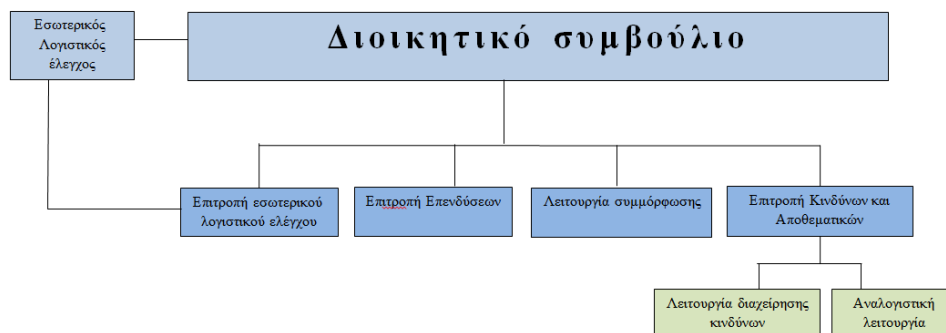 Εσωτερικός
Λογιστικός
έλεγχος
Διοικητικό συμβούλιο
Επιτροπή εσωτερικού
λογιστικού ελέγχου
Επιτροπή Επενδύσεων
Λειτουργία συμμόρφωσης
Επιτροπή Κινδύνων και
Αποθεματικών
Λειτουργία διαχείρησης
κινδύνων
Αναλογιστική
λειτουργία